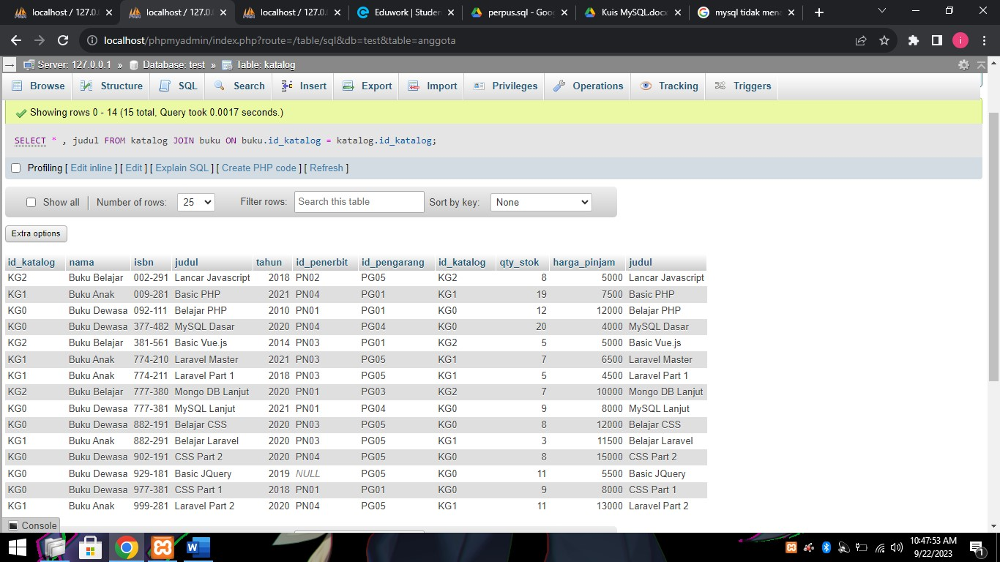 localhost / 127.0.
localhost / 127.0.
localhost / 127.0.
Eduwork | Studen
perpus.sql - Goo
Kuis MySQL.docx
mysql tidak mena
localhost/phpmyadmin/index.php?route=/table/sql&db=test&table=anggota
i
Server: 127.0.0.1 » Database: test » Table: katalog
Browse Structure SQL Search Insert Export Import Privileges Operations Tracking Triggers
Showing rows 0 - 14 (15 total, Query took 0.0017 seconds.)
SELECT * , judul FROM katalog JOIN buku ON buku.id_katalog = katalog.id_katalog;
Profiling [ Edit inline ] [ Edit ] [ Explain SQL ] [ Create PHP code ] [ Refresh ]
Show all Number of rows: 25 Filter rows: Search this table Sort by key: None
Extra options
id_katalog nama isbn judul tahun id_penerbit id_pengarang id_katalog qty_stok harga_pinjam judul
KG2 Buku Belajar 002-291 Lancar Javascript 2018 PN02 PG05 KG2 8 5000 Lancar Javascript
KG1 Buku Anak 009-281 Basic PHP 2021 PN04 PG01 KG1 19 7500 Basic PHP
KG0 Buku Dewasa 092-111 Belajar PHP 2010 PN01 PG01 KG0 12 12000 Belajar PHP
KG0 Buku Dewasa 377-482 MySQL Dasar 2020 PN04 PG04 KG0 20 4000 MySQL Dasar
KG2 Buku Belajar 381-561 Basic Vue.js 2014 PN03 PG01 KG2 5 5000 Basic Vue.js
KG1 Buku Anak 774-210 Laravel Master 2021 PN03 PG05 KG1 7 6500 Laravel Master
KG1 Buku Anak 774-211 Laravel Part 1 2018 PN03 PG05 KG1 5 4500 Laravel Part 1
KG2 Buku Belajar 777-380 Mongo DB Lanjut 2020 PN01 PG03 KG2 7 10000 Mongo DB Lanjut
KG0 Buku Dewasa 777-381 MySQL Lanjut 2021 PN01 PG04 KG0 9 8000 MySQL Lanjut
KG0 Buku Dewasa 882-191 Belajar CSS 2020 PN03 PG05 KG0 8 12000 Belajar CSS
KG1 Buku Anak 882-291 Belajar Laravel 2020 PN03 PG05 KG1 3 11500 Belajar Laravel
KG0 Buku Dewasa 902-191 CSS Part 2 2020 PN04 PG05 KG0 8 15000 CSS Part 2
KG0 Buku Dewasa 929-181 Basic JQuery 2019 NULL PG05 KG0 11 5500 Basic JQuery
KG0 Buku Dewasa 977-381 CSS Part 1 2018 PN01 PG01 KG0 9 8000 CSS Part 1
KG1 Buku Anak 999-281 Laravel Part 2 2020 PN04 PG05 KG1 11 13000 Laravel Part 2
Console
10:47:53 AM
9/22/2023
1